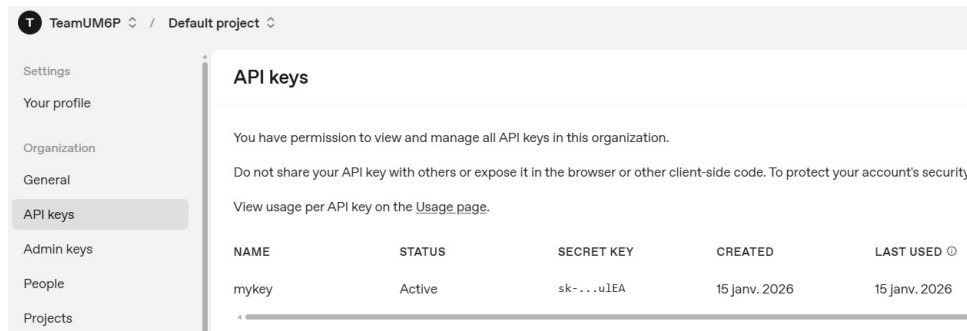 T TeamUM6P / Default project
Settings
Your profile
Organization
General
API keys
Admin keys
People
Projects
API keys
You have permission to view and manage all API keys in this organization.
Do not share your API key with others or expose it in the browser or other client-side code. To protect your account's security
View usage per API key on the Usage page.
NAME STATUS SECRET KEY CREATED LAST USED
mykey Active sk-...ulEA 15 janv. 2026 15 janv. 2026